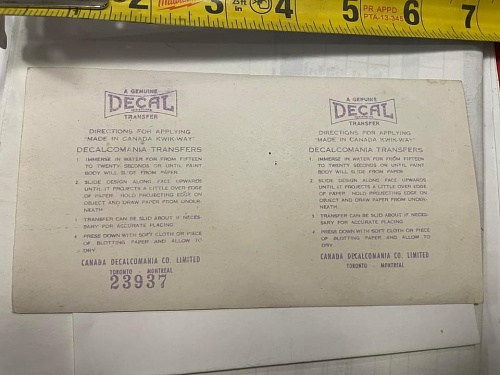 2 3 4 5 6 7
PR APPD
PTA-13-345
A GENUINE
DECAL
TRANSFER
DIRECTIONS FOR APPLYING
"MADE IN CANADA KWIK-WAY"
DECALCOMANIA TRANSFERS
1. IMMERSE IN WATER FOR FROM FIFTEEN
TO TWENTY SECONDS OR UNTIL PAINT
BODY WILL SLIDE FROM PAPER
2. SLIDE DESIGN ALONG FACE UPWARDS
UNTIL IT PROJECTS A LITTLE OVER EDGE
OF PAPER. HOLD PROJECTING EDGE ON
OBJECT AND DRAW PAPER FROM UNDER-
NEATH
3. TRANSFER CAN BE SLID ABOUT IF NECES-
SARY FOR ACCURATE PLACING
4. PRESS DOWN WITH SOFT CLOTH OR PIECE
OF BLOTTING PAPER AND ALLOW TO
DRY
CANADA DECALCOMANIA CO. LIMITED
TORONTO - MONTREAL
23937
A GENUINE
DECAL
TRANSFER
DIRECTIONS FOR APPLYING
"MADE IN CANADA KWIK-WAY"
DECALCOMANIA TRANSFERS
1. IMMERSE IN WATER FOR FROM FIFTEEN
TO TWENTY SECONDS OR UNTIL PAINT
BODY WILL SLIDE FROM PAPER
2. SLIDE DESIGN ALONG FACE UPWARDS
UNTIL IT PROJECTS A LITTLE OVER EDGE
OF PAPER. HOLD PROJECTING EDGE ON
OBJECT AND DRAW PAPER FROM UNDER-
NEATH
3. TRANSFER CAN BE SLID ABOUT IF NECES-
SARY FOR ACCURATE PLACING
4. PRESS DOWN WITH SOFT CLOTH OR PIECE
OF BLOTTING PAPER AND ALLOW TO
DRY
CANADA DECALCOMANIA CO. LIMITED
TORONTO - MONTREAL